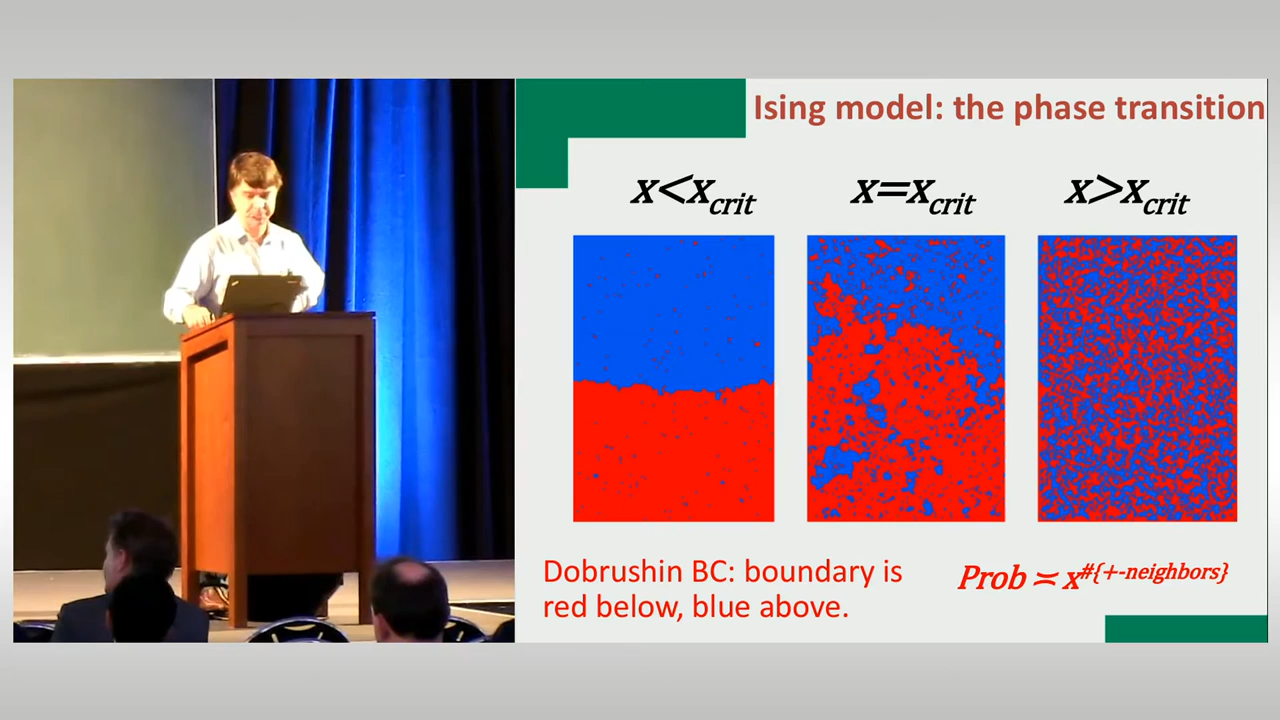 Ising model: the phase transition
x<x_crit
x=x_crit
x>x_crit
Dobrushin BC: boundary is
red below, blue above.
Prob ≍ x^#{+-neighbors}